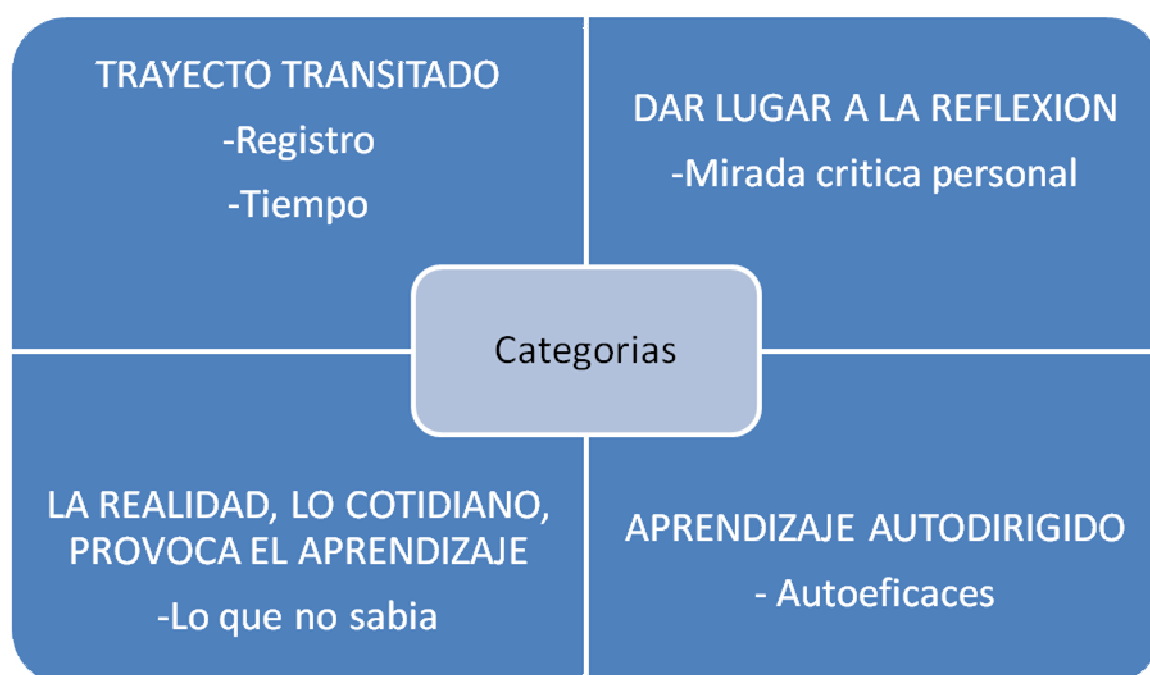 TRAYECTO TRANSITADO
-Registro
-Tiempo
DAR LUGAR A LA REFLEXION
-Mirada critica personal
Categorias
LA REALIDAD, LO COTIDIANO,
PROVOCA EL APRENDIZAJE
-Lo que no sabia
APRENDIZAJE AUTODIRIGIDO
- Autoeficaces